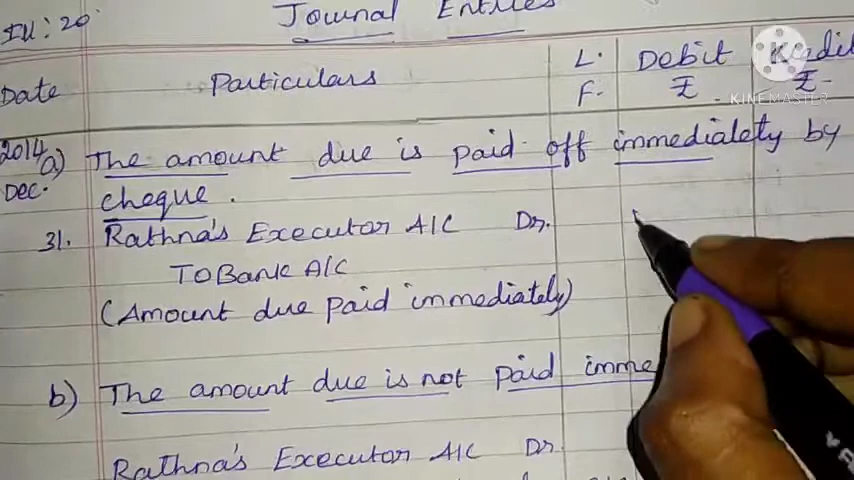 Journal Entries
Ill: 20
Date Particulars L. F. Debit ₹ Kredit ₹
KINEMASTER
2014 a) The amount due is paid off immedialety by
Dec. cheque.
31. Rathna's Executor A/C Dr.
To Bank A/C
(Amount due paid immediately)
b) The amount due is not paid imme
Rathna's Executor A/C Dr.